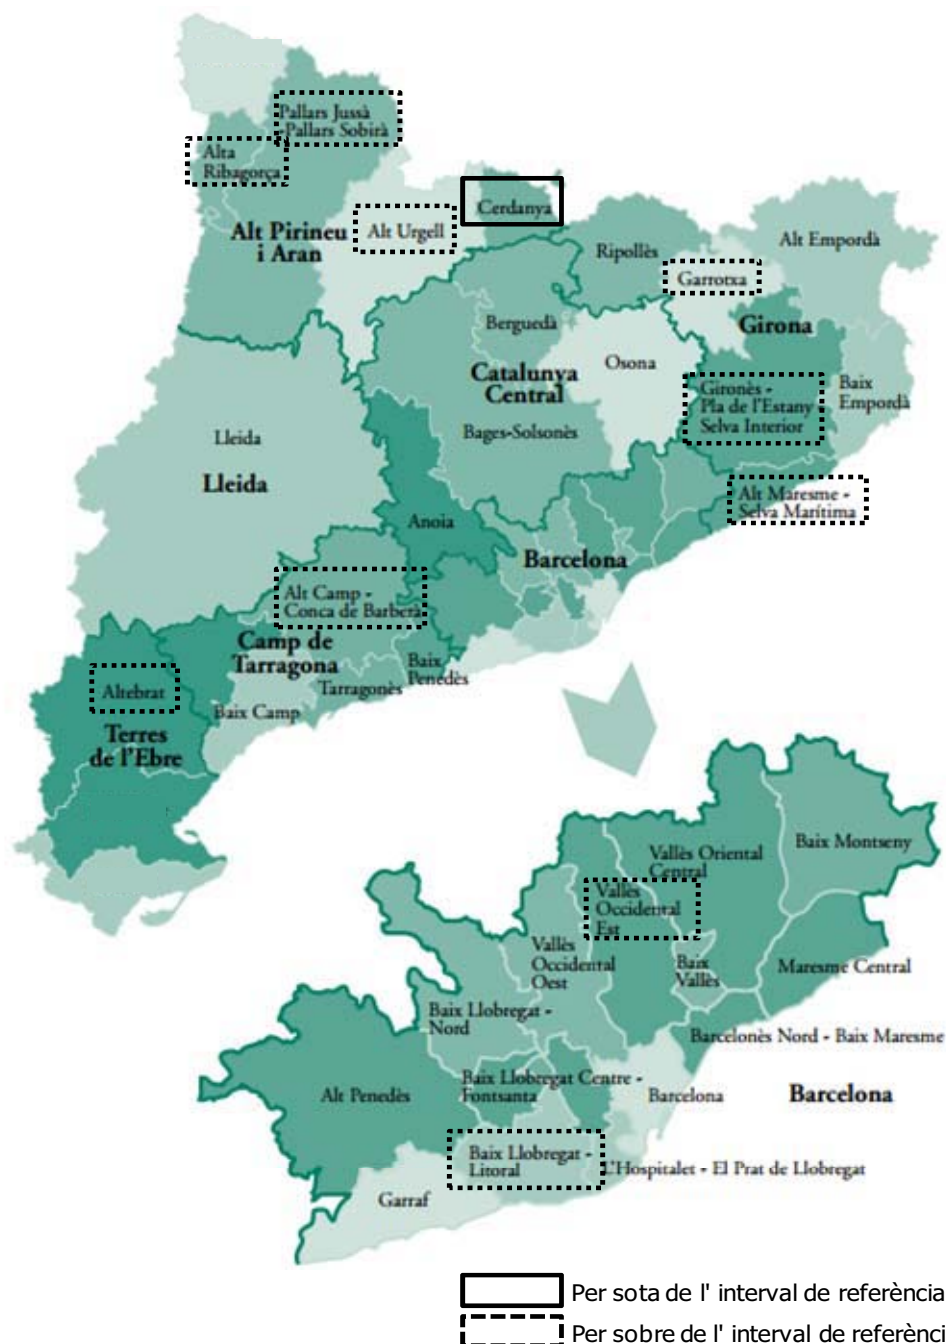 Pallars Jussà
-Pallars Sobirà
Alta
Ribagorça
Cerdanya
Alt Pirineu
i Aran
Alt Urgell
Ripollès
Alt Empordà
Garrotxa
Berguedà
Girona
Osona
Catalunya
Central
Gironès -
Pla de l'Estany -
Selva Interior
Baix
Empordà
Lleida
Bages-Solsonès
Lleida
Alt Maresme -
Selva Marítima
Anoia
Barcelona
Alt Camp -
Conca de Barberà
Camp de
Tarragona
Baix
Penedès
Tarragonès
Altebrat
Baix Camp
Terres
de l'Ebre
Vallès Oriental
Central
Baix Montseny
Vallès
Occidental
Est
Vallès
Occidental
Oest
Baix
Vallès
Maresme Central
Baix Llobregat -
Nord
Barcelonès Nord - Baix Maresme
Alt Penedès
Baix Llobregat Centre -
Fontsanta
Barcelona
Barcelona
Baix Llobregat -
Litoral
L'Hospitalet - El Prat de Llobregat
Garraf
Per sota de l' interval de referència
Per sobre de l' interval de referènci